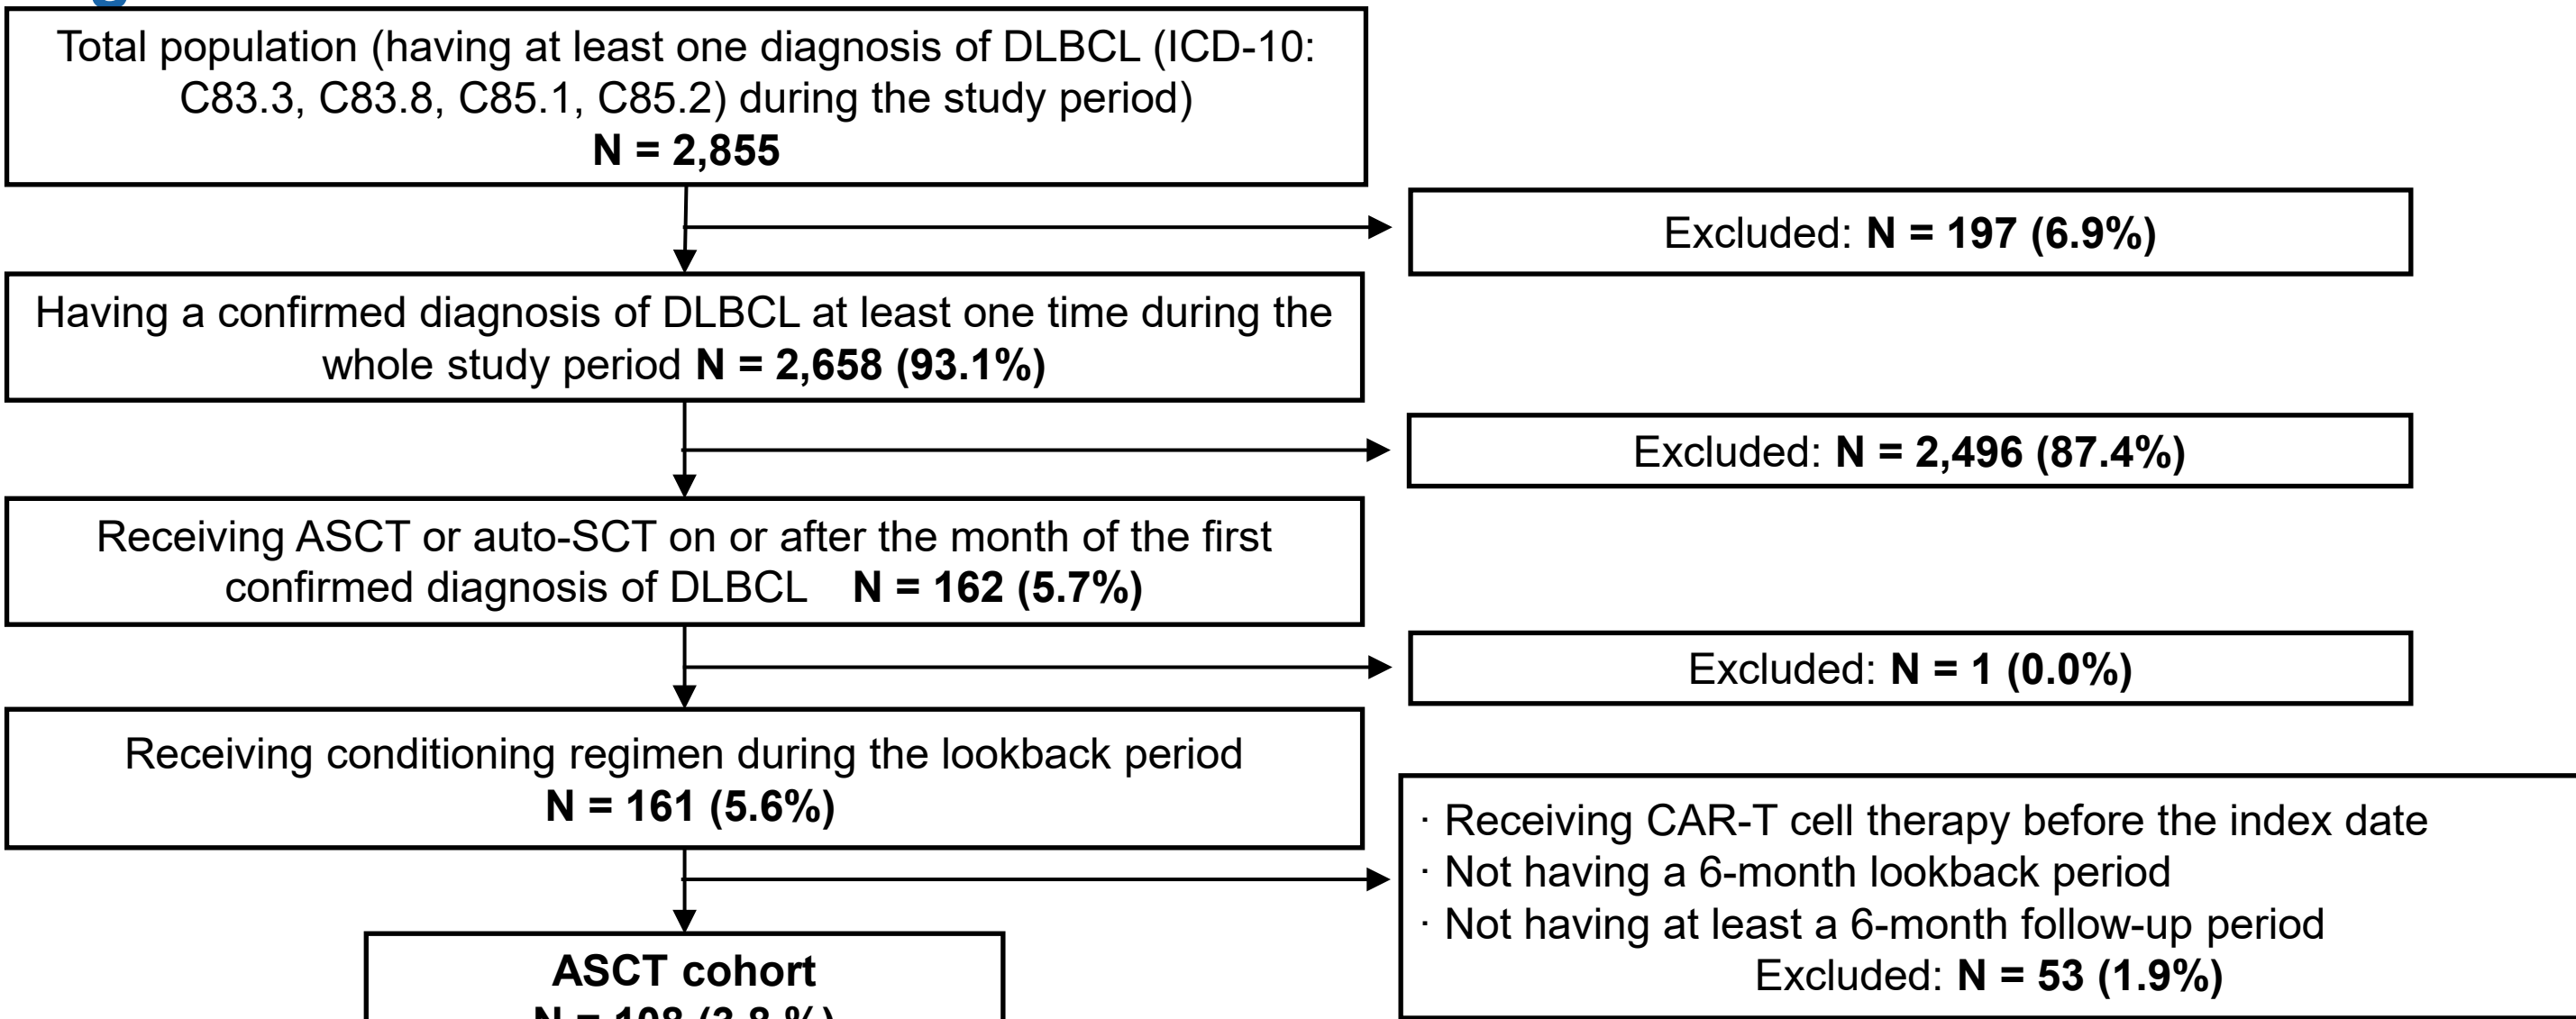 Total population (having at least one diagnosis of DLBCL (ICD-10:
C83.3, C83.8, C85.1, C85.2) during the study period)
N = 2,855
Excluded: N = 197 (6.9%)
Having a confirmed diagnosis of DLBCL at least one time during the
whole study period N = 2,658 (93.1%)
Excluded: N = 2,496 (87.4%)
Receiving ASCT or auto-SCT on or after the month of the first
confirmed diagnosis of DLBCL N = 162 (5.7%)
Excluded: N = 1 (0.0%)
Receiving conditioning regimen during the lookback period
N = 161 (5.6%)
· Receiving CAR-T cell therapy before the index date
· Not having a 6-month lookback period
· Not having at least a 6-month follow-up period
Excluded: N = 53 (1.9%)
ASCT cohort
N = 108 (3.8 %)